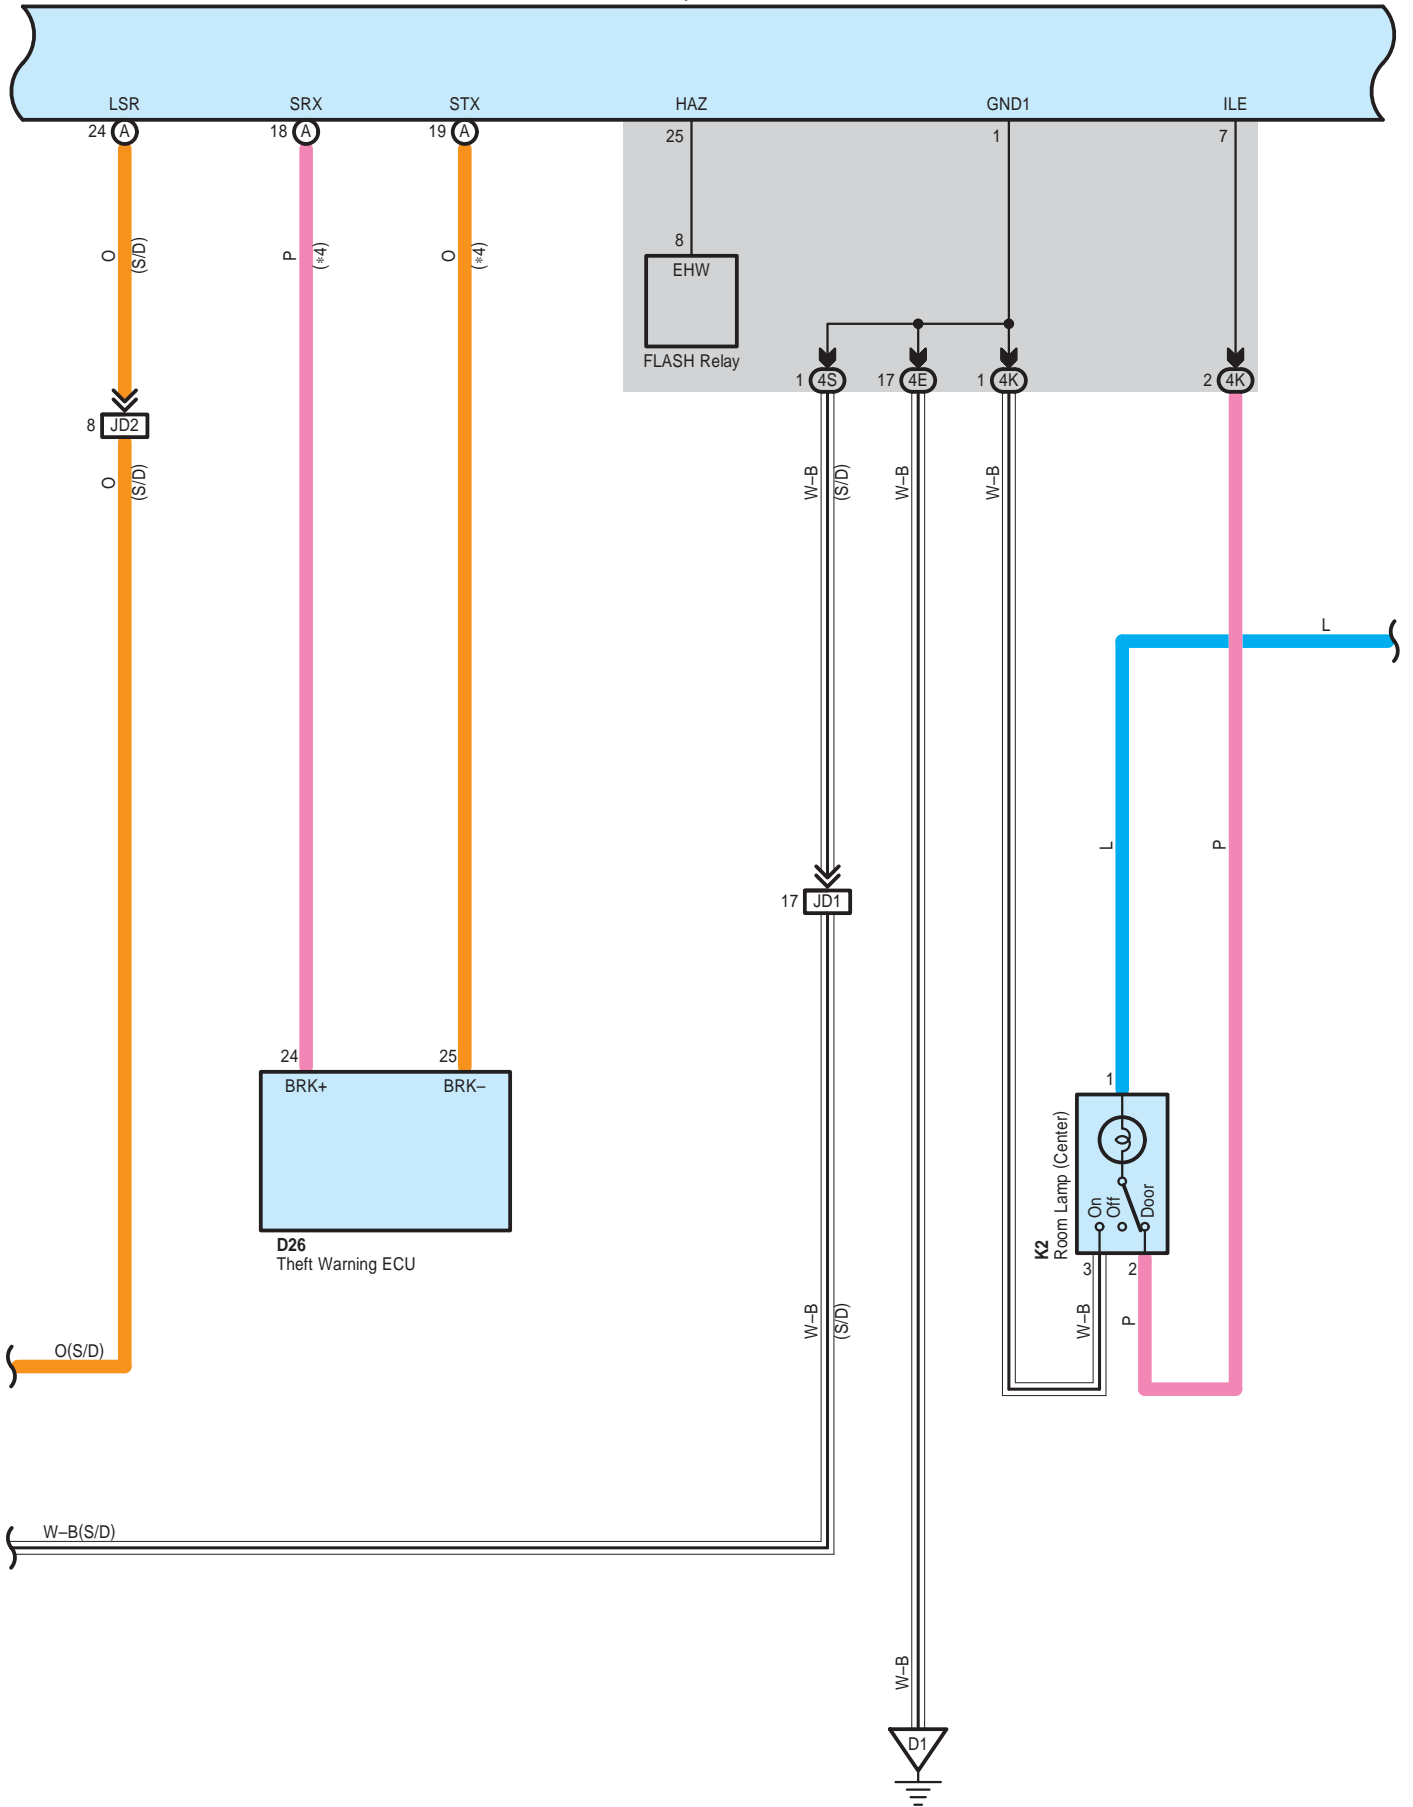 LSR SRX STX HAZ GND1 ILE
24 A 18 A 19 A 25 1 7
O (S/D) P (*4) O (*4)
8
EHW
FLASH Relay
1 4S 17 4E 1 4K 2 4K
8 JD2
O (S/D) W–B (S/D) W–B W–B
L
L P
17 JD1
24 25 1
BRK+ BRK–
On Off Door
K2
Room Lamp (Center)
D26
Theft Warning ECU
3 2
W–B (S/D) W–B P
O(S/D)
W–B(S/D)
W–B
D1